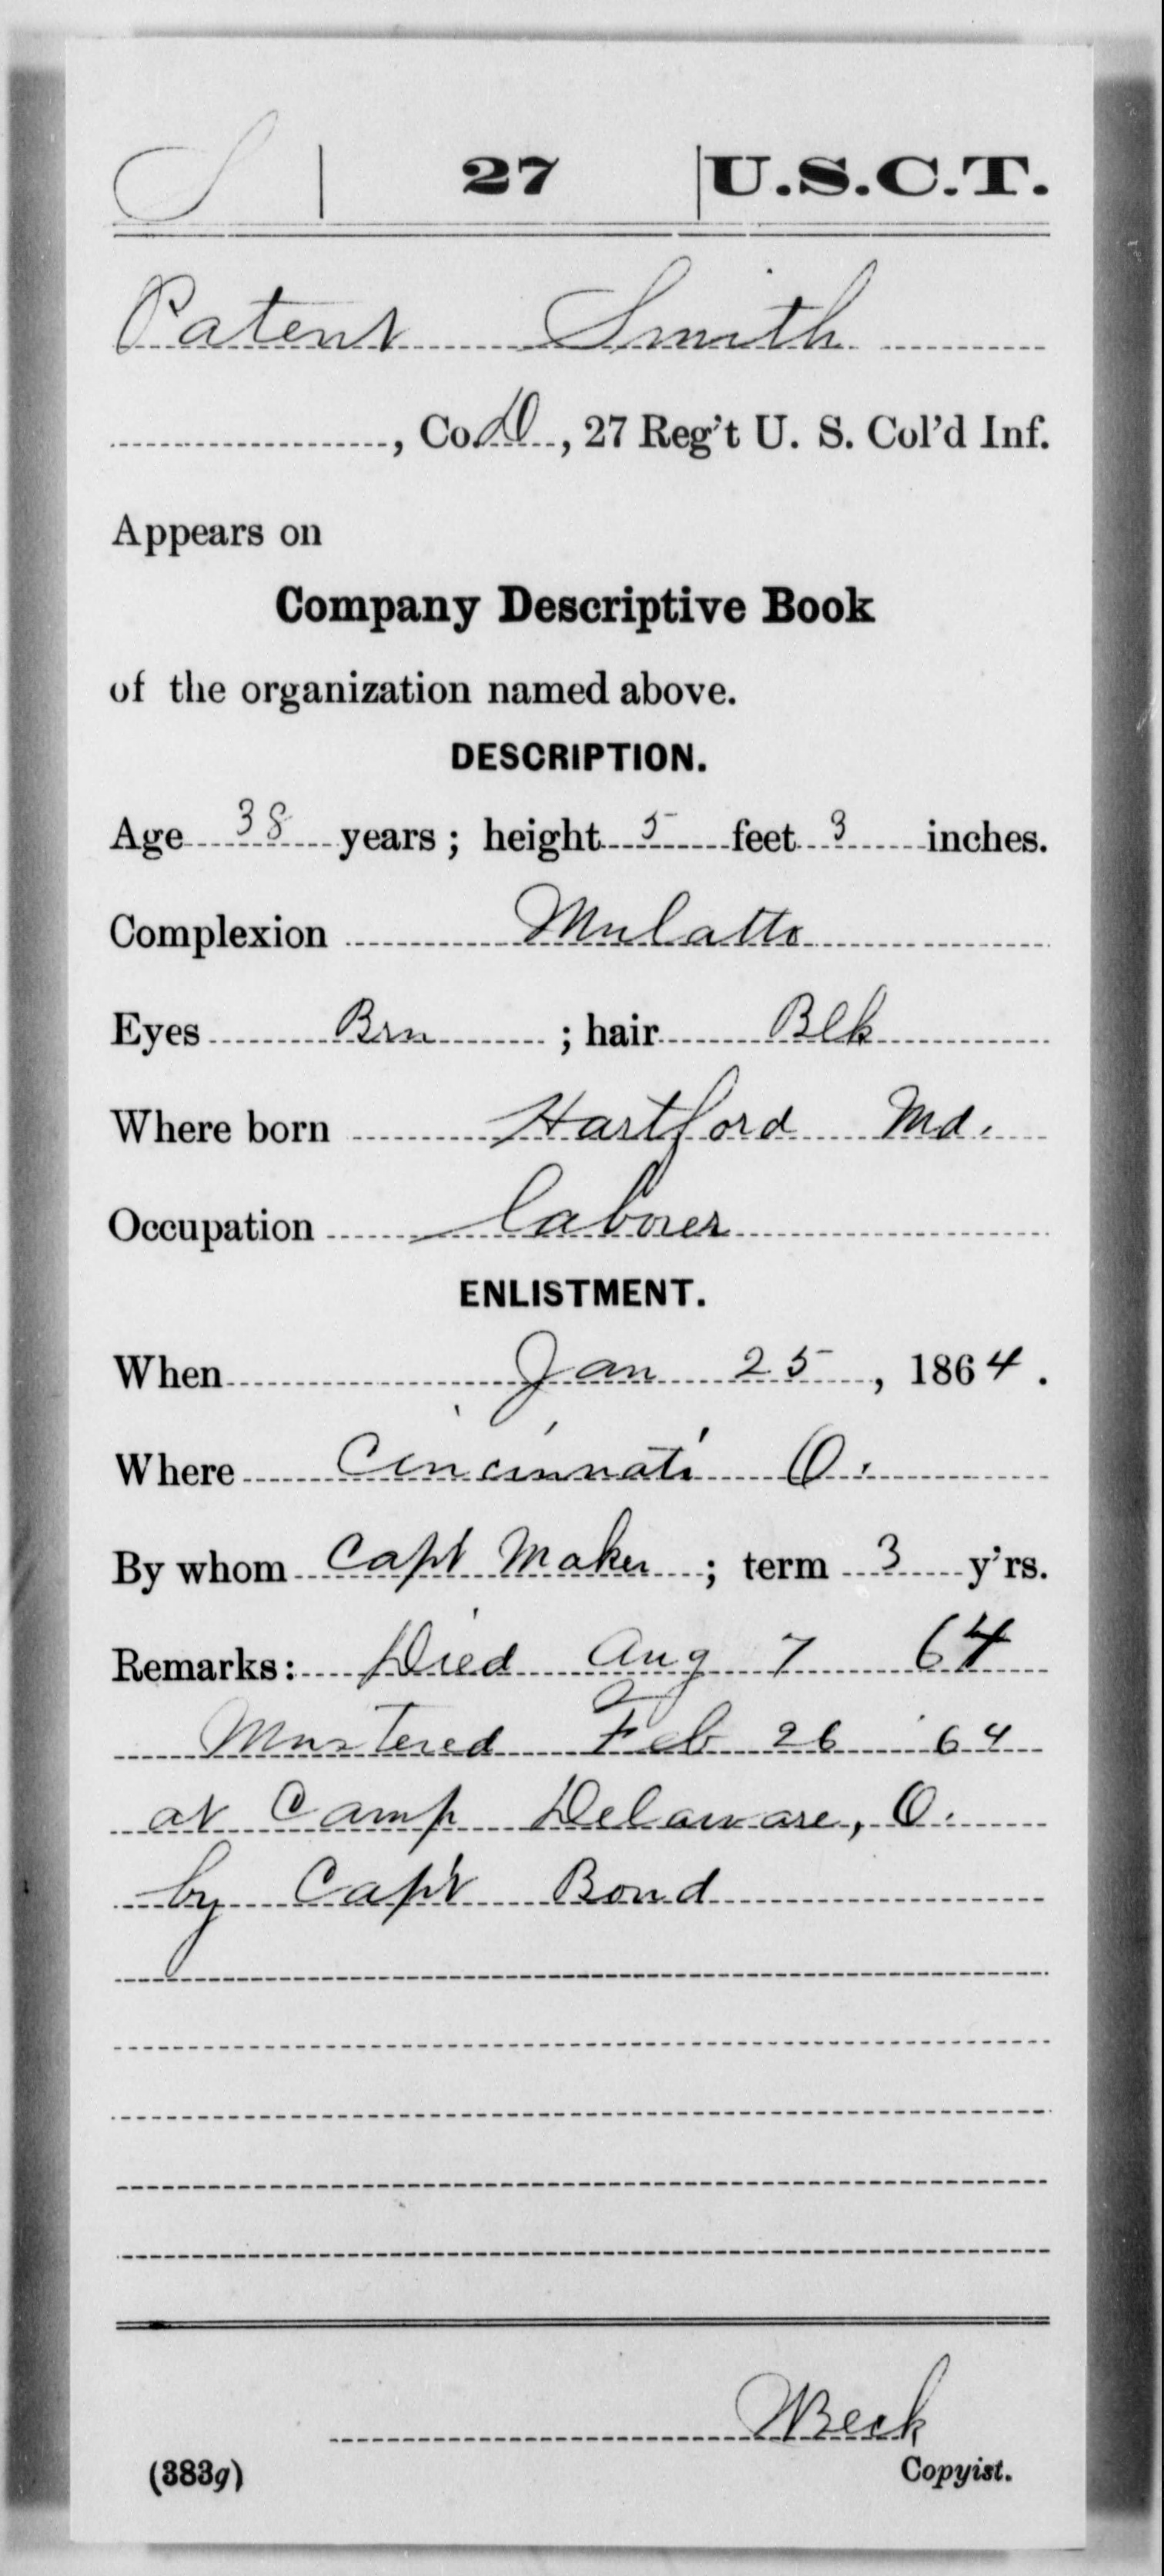 S | 27 | U.S.C.T.
Patent Smith
, Co. D, 27 Reg't U. S. Col'd Inf.
Appears on
Company Descriptive Book
of the organization named above.
DESCRIPTION.
Age 38 years; height 5 feet 3 inches.
Complexion Mulatto
Eyes Brn ; hair Blk
Where born Hartford Md.
Occupation laborer
ENLISTMENT.
When Jan 25, 1864.
Where Cincinnati O.
By whom Capt Maker; term 3 y'rs.
Remarks: Died Aug 7 64
Mustered Feb 26 64
at Camp Delaware, O.
by Capt Bond
Beck
(383g) Copyist.